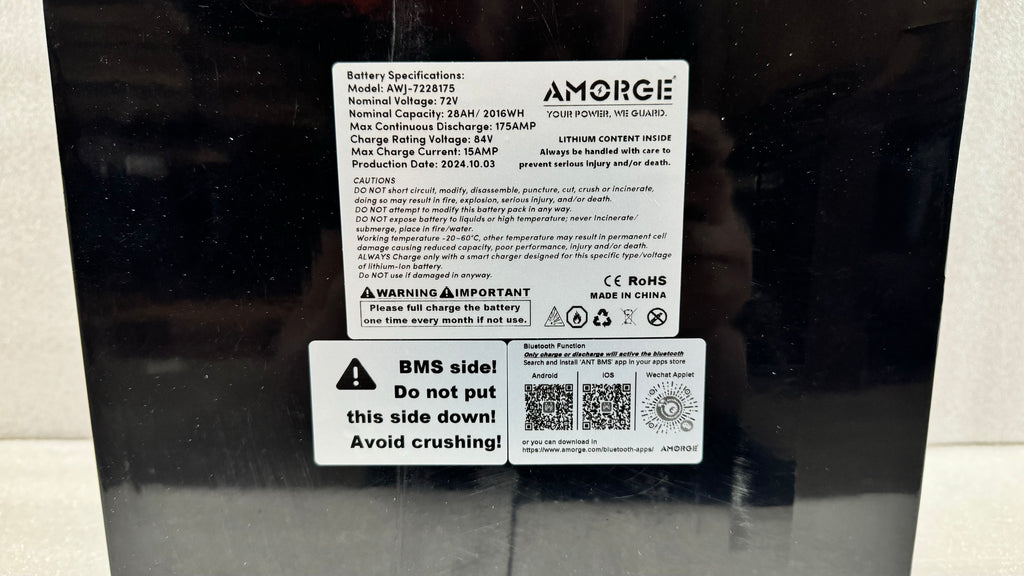 Battery Specifications:
Model: AWJ-7228175
Nominal Voltage: 72V
Nominal Capacity: 28AH/ 2016WH
Max Continuous Discharge: 175AMP
Charge Rating Voltage: 84V
Max Charge Current: 15AMP
Production Date: 2024.10.03
AMORGE
YOUR POWER, WE GUARD.
LITHIUM CONTENT INSIDE
Always be handled with care to
prevent serious injury and/or death.
CAUTIONS
DO NOT short circuit, modify, disassemble, puncture, cut, crush or incinerate,
doing so may result in fire, explosion, serious injury, and/or death.
DO NOT attempt to modify this battery pack in any way.
DO NOT expose battery to liquids or high temperature; never incinerate/
submerge, place in fire/water.
Working temperature -20~60°C, other temperature may result in permanent cell
damage causing reduced capacity, poor performance, injury and/or death.
ALWAYS Charge only with a smart charger designed for this specific type/voltage
of lithium-ion battery.
Do NOT use if damaged in anyway.
CE RoHS
MADE IN CHINA
WARNING IMPORTANT
Please full charge the battery
one time every month if not use.
BMS side!
Do not put
this side down!
Avoid crushing!
Bluetooth Function
Only charge or discharge will active the bluetooth
Search and install 'ANT BMS' app in your apps store
Android iOS Wechat Applet
or you can download in
https://www.amorge.com/bluetooth-apps/ AMORGE